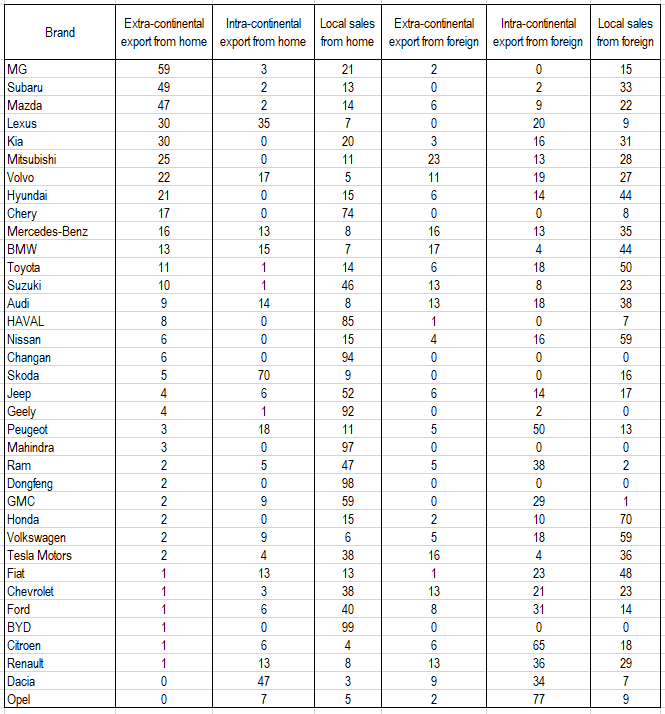 Brand Extra-continental export from home Intra-continental export from home Local sales from home Extra-continental export from foreign Intra-continental export from foreign Local sales from foreign
MG 59 3 21 2 0 15
Subaru 49 2 13 0 2 33
Mazda 47 2 14 6 9 22
Lexus 30 35 7 0 20 9
Kia 30 0 20 3 16 31
Mitsubishi 25 0 11 23 13 28
Volvo 22 17 5 11 19 27
Hyundai 21 0 15 6 14 44
Chery 17 0 74 0 0 8
Mercedes-Benz 16 13 8 16 13 35
BMW 13 15 7 17 4 44
Toyota 11 1 14 6 18 50
Suzuki 10 1 46 13 8 23
Audi 9 14 8 13 18 38
HAVAL 8 0 85 1 0 7
Nissan 6 0 15 4 16 59
Changan 6 0 94 0 0 0
Skoda 5 70 9 0 0 16
Jeep 4 6 52 6 14 17
Geely 4 1 92 0 2 0
Peugeot 3 18 11 5 50 13
Mahindra 3 0 97 0 0 0
Ram 2 5 47 5 38 2
Dongfeng 2 0 98 0 0 0
GMC 2 9 59 0 29 1
Honda 2 0 15 2 10 70
Volkswagen 2 9 6 5 18 59
Tesla Motors 2 4 38 16 4 36
Fiat 1 13 13 1 23 48
Chevrolet 1 3 38 13 21 23
Ford 1 6 40 8 31 14
BYD 1 0 99 0 0 0
Citroen 1 6 4 6 65 18
Renault 1 13 8 13 36 29
Dacia 0 47 3 9 34 7
Opel 0 7 5 2 77 9